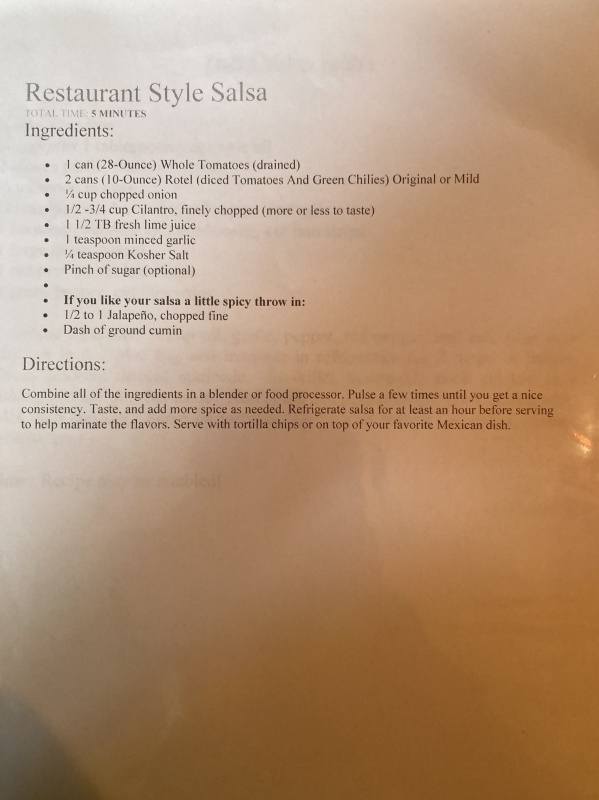 Restaurant Style Salsa
TOTAL TIME: 5 MINUTES
Ingredients:
• 1 can (28-Ounce) Whole Tomatoes (drained)
• 2 cans (10-Ounce) Rotel (diced Tomatoes And Green Chilies) Original or Mild
• ¼ cup chopped onion
• 1/2 -3/4 cup Cilantro, finely chopped (more or less to taste)
• 1 1/2 TB fresh lime juice
• 1 teaspoon minced garlic
• ¼ teaspoon Kosher Salt
• Pinch of sugar (optional)
•
• If you like your salsa a little spicy throw in:
• 1/2 to 1 Jalapeño, chopped fine
• Dash of ground cumin
Directions:
Combine all of the ingredients in a blender or food processor. Pulse a few times until you get a nice
consistency. Taste, and add more spice as needed. Refrigerate salsa for at least an hour before serving
to help marinate the flavors. Serve with tortilla chips or on top of your favorite Mexican dish.